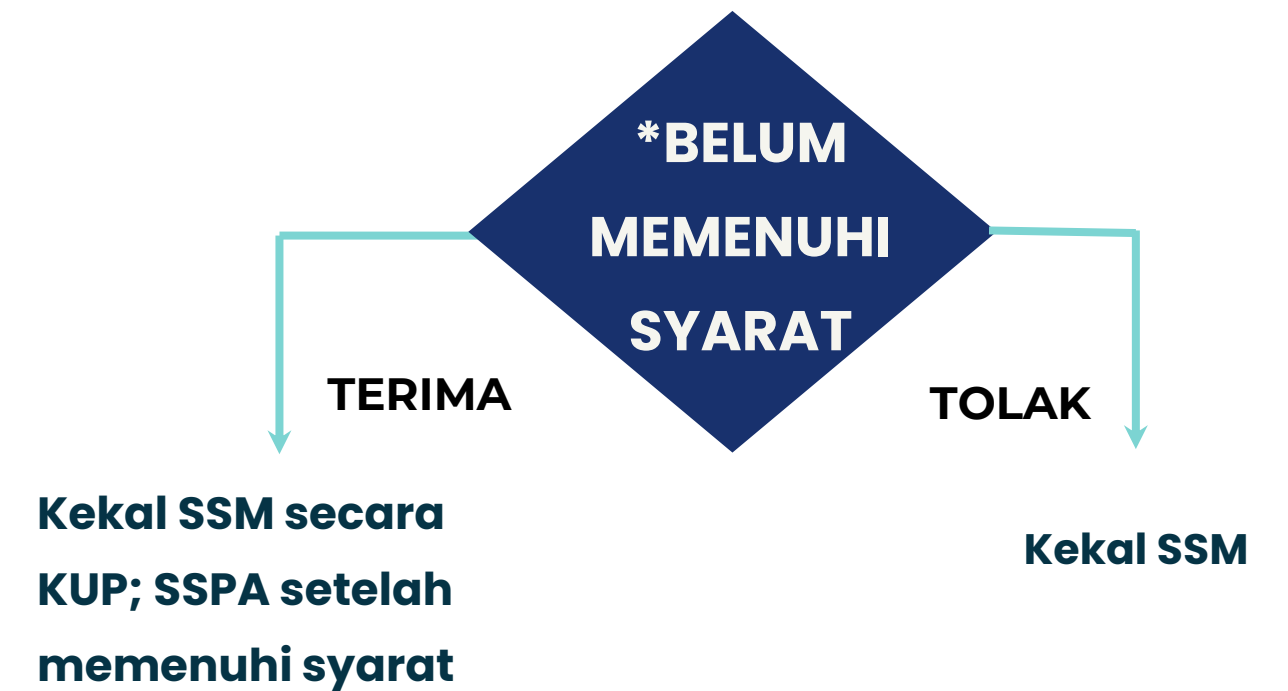 *BELUM
MEMENUHI
SYARAT
TERIMA
TOLAK
Kekal SSM secara
KUP; SSPA setelah
memenuhi syarat
Kekal SSM